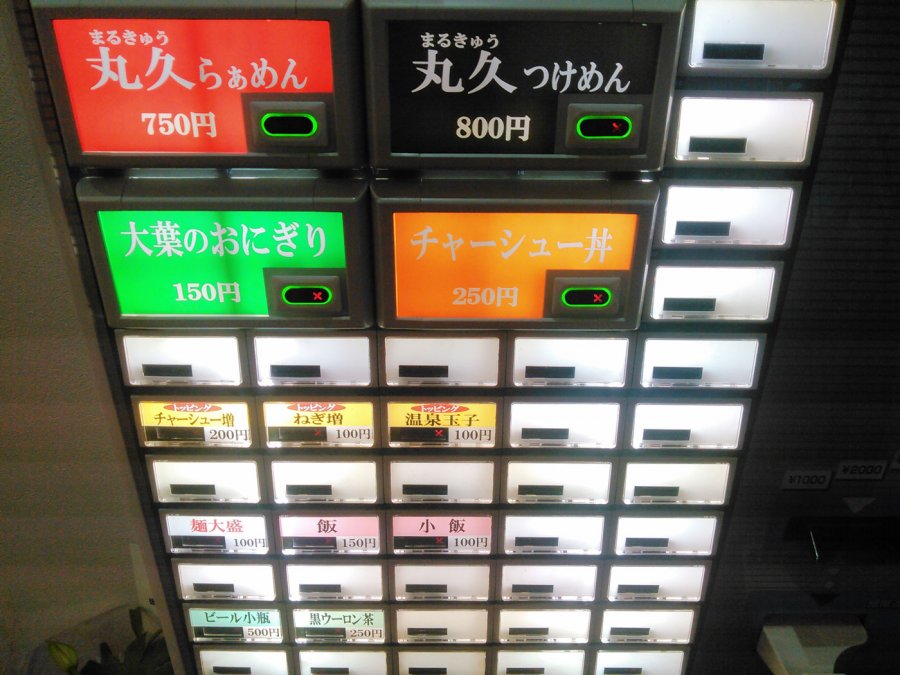 まるきゅう
丸久らぁめん
750円
まるきゅう
丸久つけめん
800円
大葉のおにぎり
150円
チャーシュー丼
250円
トッピング
チャーシュー増
200円
トッピング
ねぎ増
100円
トッピング
温泉玉子
100円
麺大盛
100円
飯
150円
小飯
100円
ビール小瓶
500円
黒ウーロン茶
250円
¥1000
¥2000